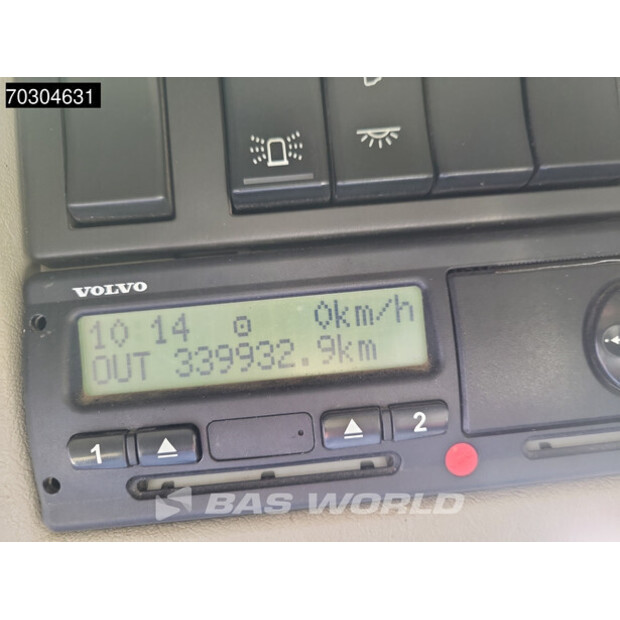 70304631
VOLVO
10 14 0km/h
OUT 339932.9km
1 2
BAS WORLD